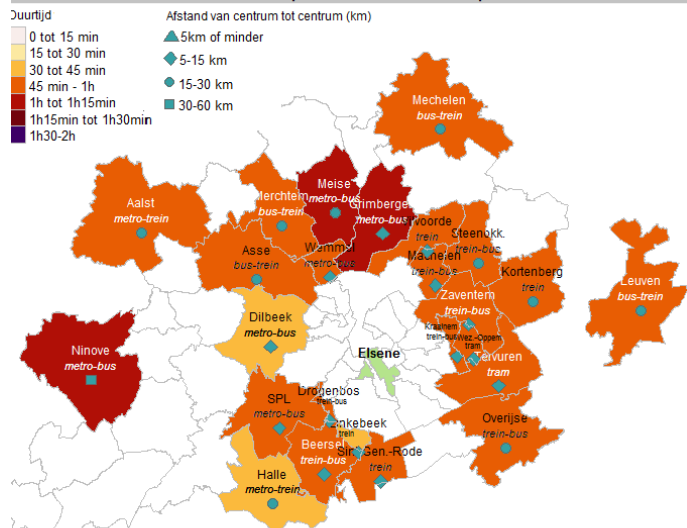 Duurtijd
0 tot 15 min
15 tot 30 min
30 tot 45 min
45 min - 1h
1h tot 1h15min
1h15min tot 1h30min
1h30-2h
Afstand van centrum tot centrum (km)
5km of minder
5-15 km
15-30 km
30-60 km
Mechelen
bus-trein
Aalst
metro-trein
Merchtem
bus-trein
Meise
metro-bus
Grimbergen
metro-bus
Asse
bus-trein
Wemmel
metro-bus
Vilvoorde
trein
Steenokk.
trein-bus
Machelen
trein-bus
Kortenberg
trein
Leuven
bus-trein
Zaventem
trein-bus
Kraainem
trein-bus
Wez.-Oppem
tram
Tervuren
tram
Dilbeek
metro-bus
Ninove
metro-bus
Elsene
SPL
metro-bus
Drogenbos
trein-bus
Linkebeek
trein
Beersel
trein-bus
Sint-Gen.-Rode
trein
Overijse
trein-bus
Halle
metro-trein